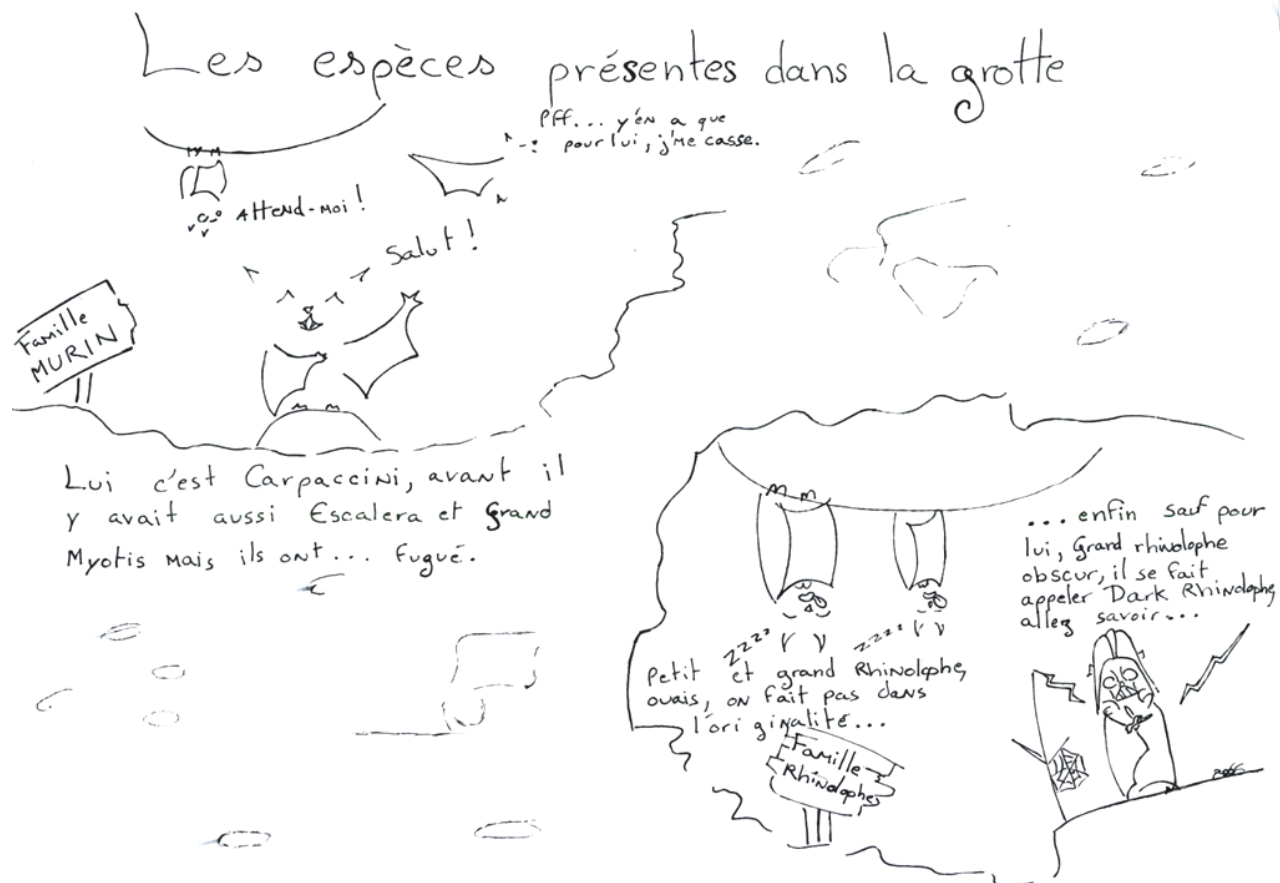 Les espèces présentes dans la grotte
Pff... y'en a que
pour lui, j'me casse.
Attend-moi !
Salut !
Famille
MURIN
Lui c'est Carpaccini, avant il
y avait aussi Escalera et Grand
Myotis mais ils ont... fugué.
... enfin sauf pour
lui, Grand rhinolophe
obscur, il se fait
appeler Dark Rhinolophe,
allez savoir...
zzzz
zzzz
Petit et grand Rhinolophe,
ouais, on fait pas dans
l'originalité...
Famille
Rhinolophe